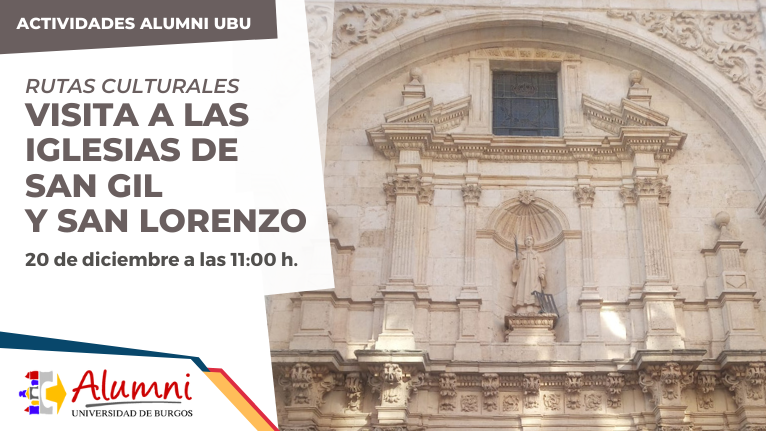 ACTIVIDADES ALUMNI UBU
RUTAS CULTURALES
VISITA A LAS
IGLESIAS DE
SAN GIL
Y SAN LORENZO
20 de diciembre a las 11:00 h.
Alumni
UNIVERSIDAD DE BURGOS